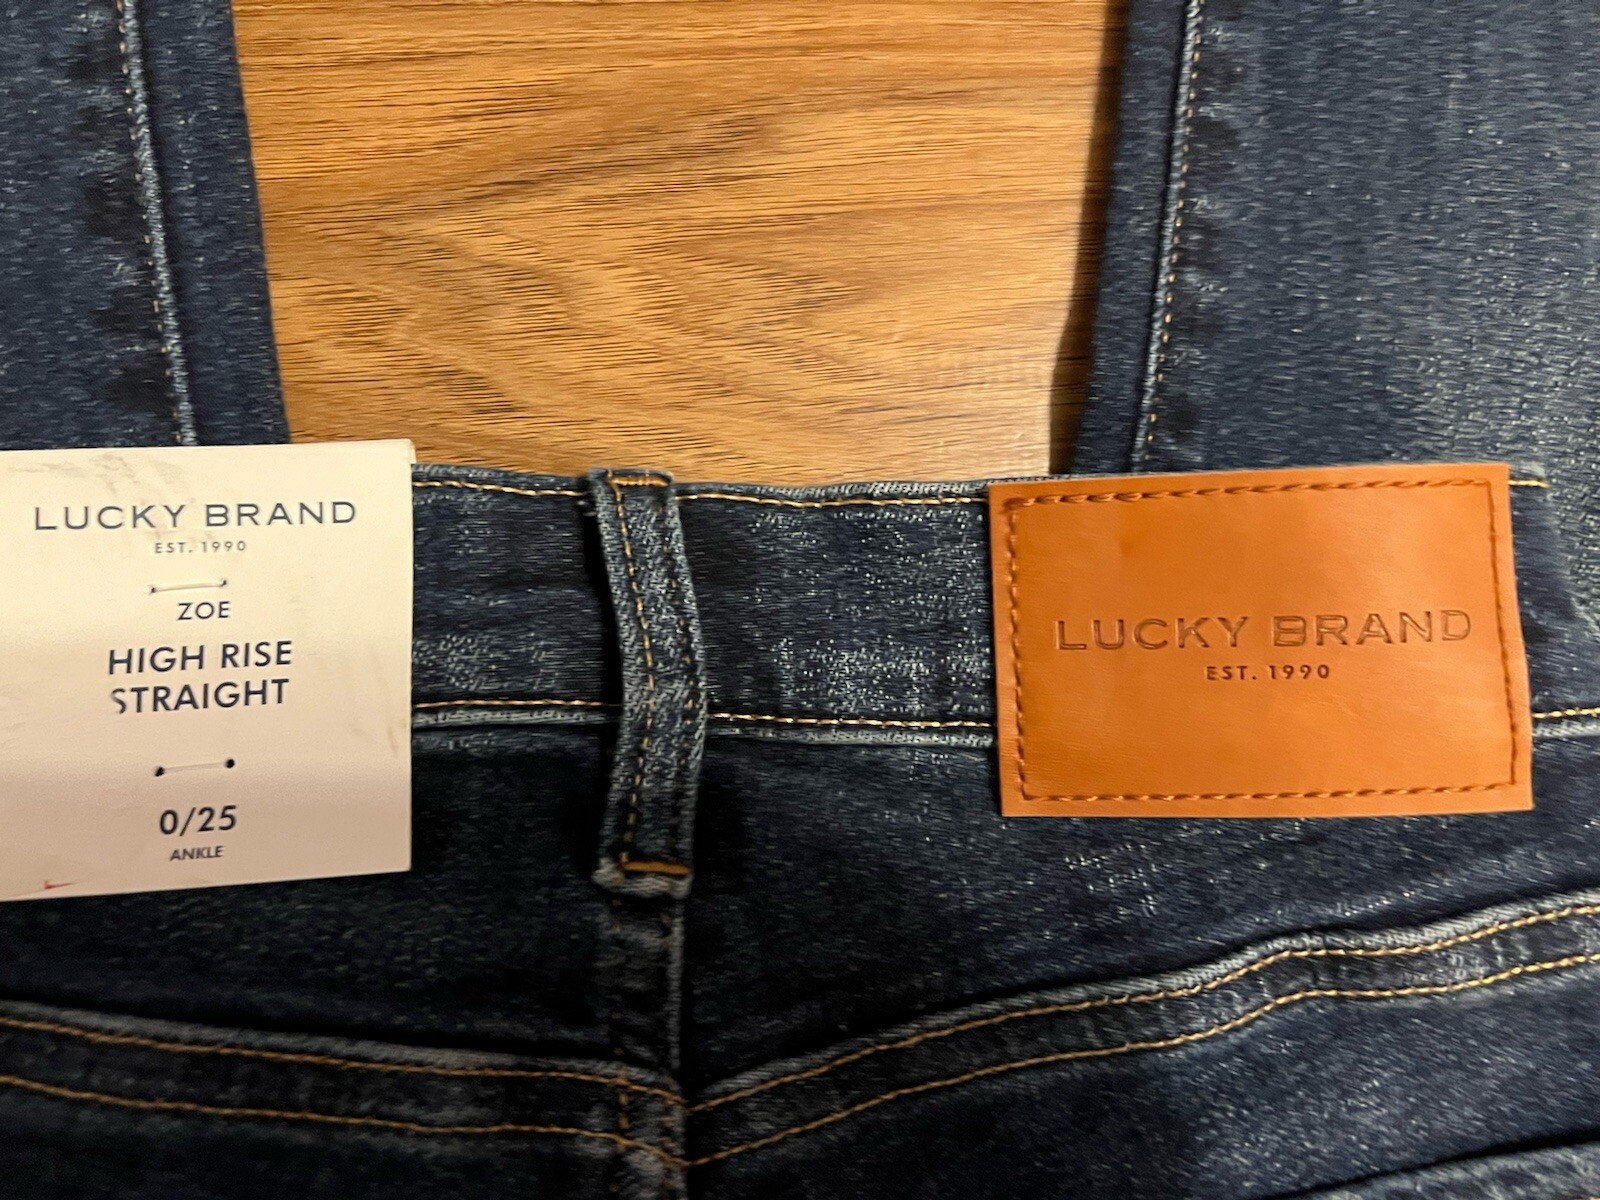 LUCKY BRAND
EST. 1990
ZOE
HIGH RISE
STRAIGHT
0/25
ANKLE
LUCKY BRAND
EST. 1990